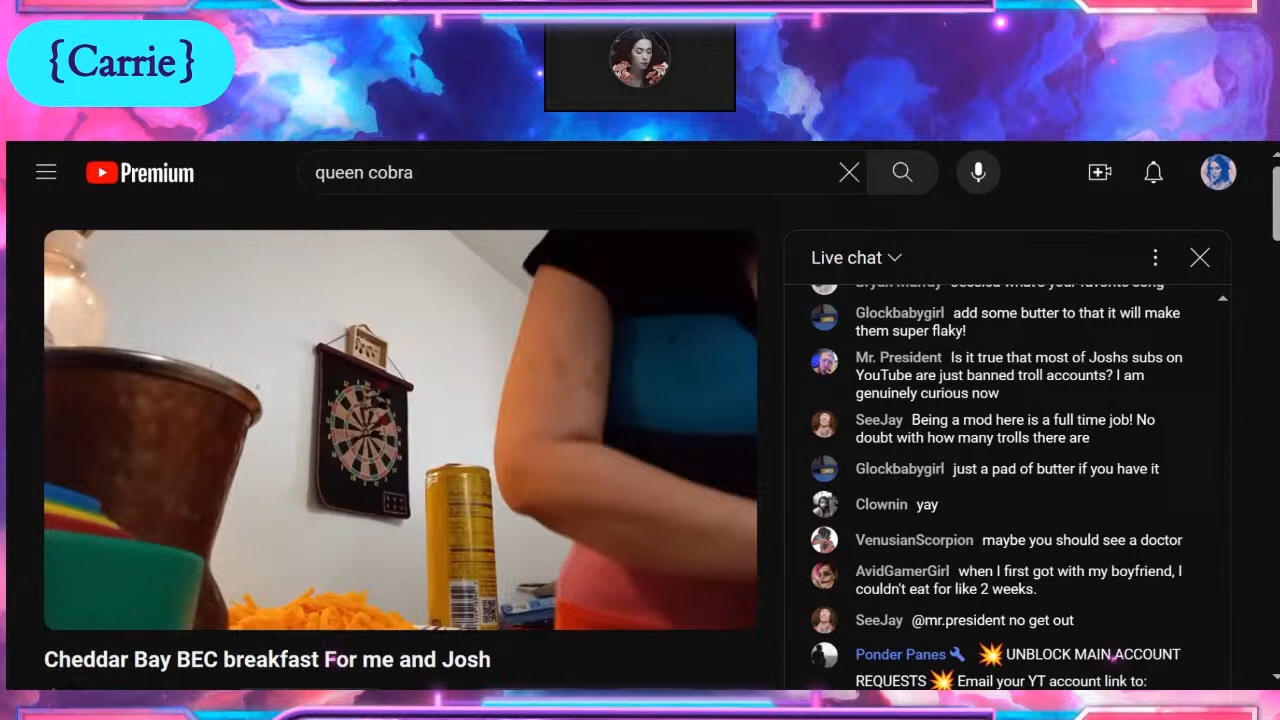 {Carrie}
Premium
queen cobra
Live chat
Glockbabygirl add some butter to that it will make
them super flaky!
Mr. President Is it true that most of Joshs subs on
YouTube are just banned troll accounts? I am
genuinely curious now
SeeJay Being a mod here is a full time job! No
doubt with how many trolls there are
Glockbabygirl just a pad of butter if you have it
Clownin yay
VenusianScorpion maybe you should see a doctor
AvidGamerGirl when I first got with my boyfriend, I
couldn't eat for like 2 weeks.
SeeJay @mr.president no get out
Ponder Panes 💥 UNBLOCK MAIN ACCOUNT
REQUESTS 💥 Email your YT account link to:
Cheddar Bay BEC breakfast For me and Josh